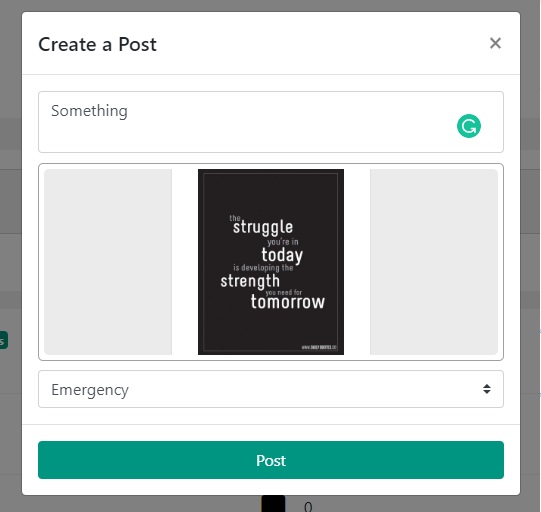 Create a Post
×
Something
the
struggle
you're in
today
is developing the
strength
you need for
tomorrow
Emergency
Post
0